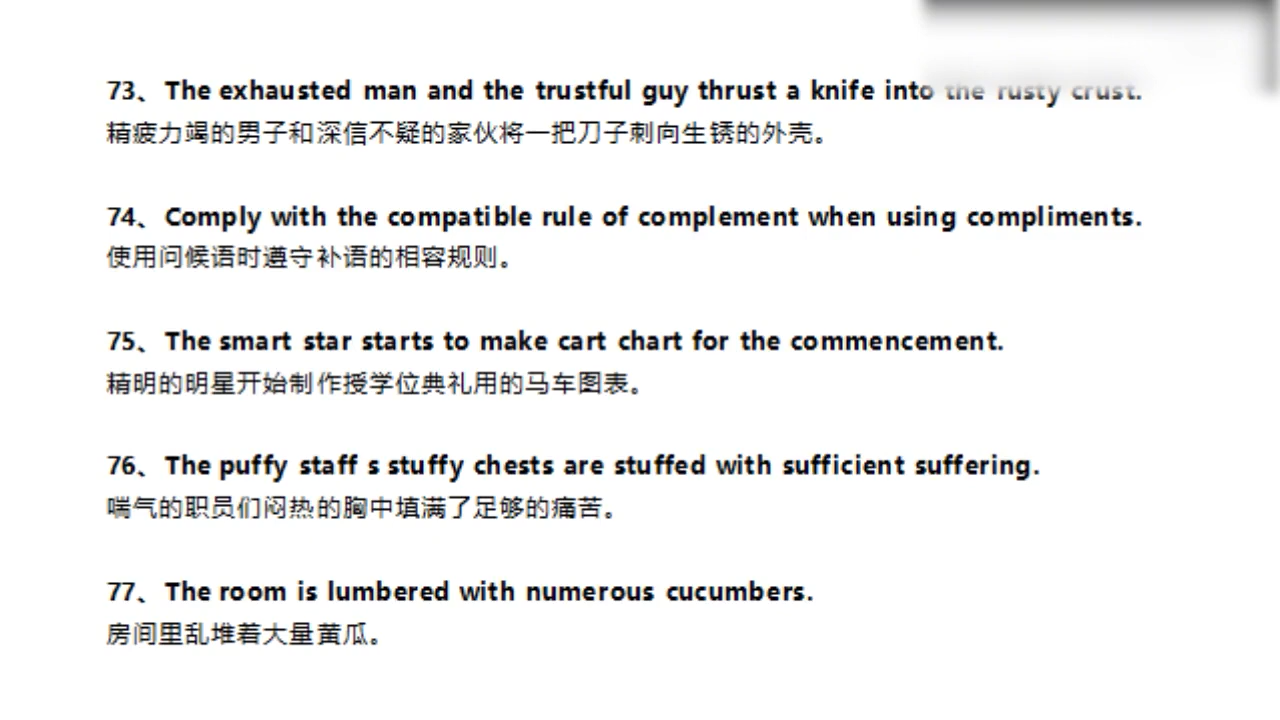 73、The exhausted man and the trustful guy thrust a knife into the rusty crust.
精疲力竭的男子和深信不疑的家伙将一把刀子刺向生锈的外壳。
74、Comply with the compatible rule of complement when using compliments.
使用问候语时遵守补语的相容规则。
75、The smart star starts to make cart chart for the commencement.
精明的明星开始制作授学位典礼用的马车图表。
76、The puffy staff s stuffy chests are stuffed with sufficient suffering.
喘气的职员们闷热的胸中填满了足够的痛苦。
77、The room is lumbered with numerous cucumbers.
房间里乱堆着大量黄瓜。